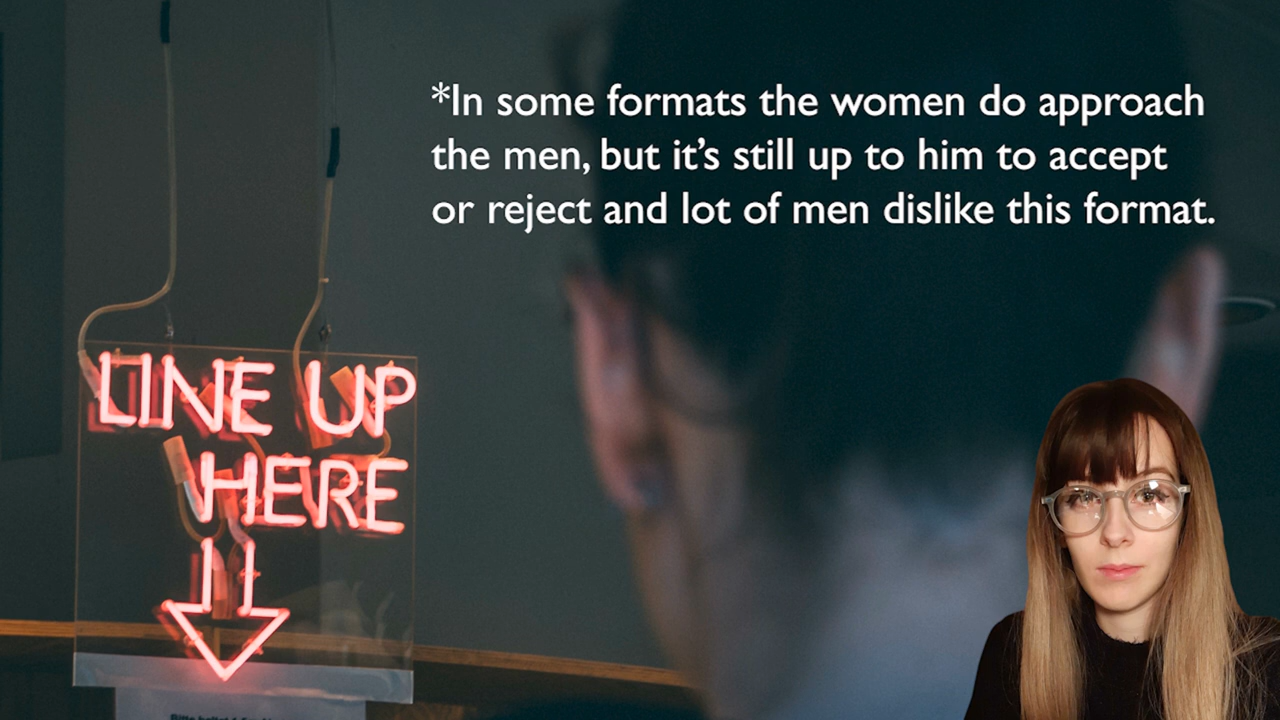 *In some formats the women do approach
the men, but it's still up to him to accept
or reject and lot of men dislike this format.
LINE UP
HERE